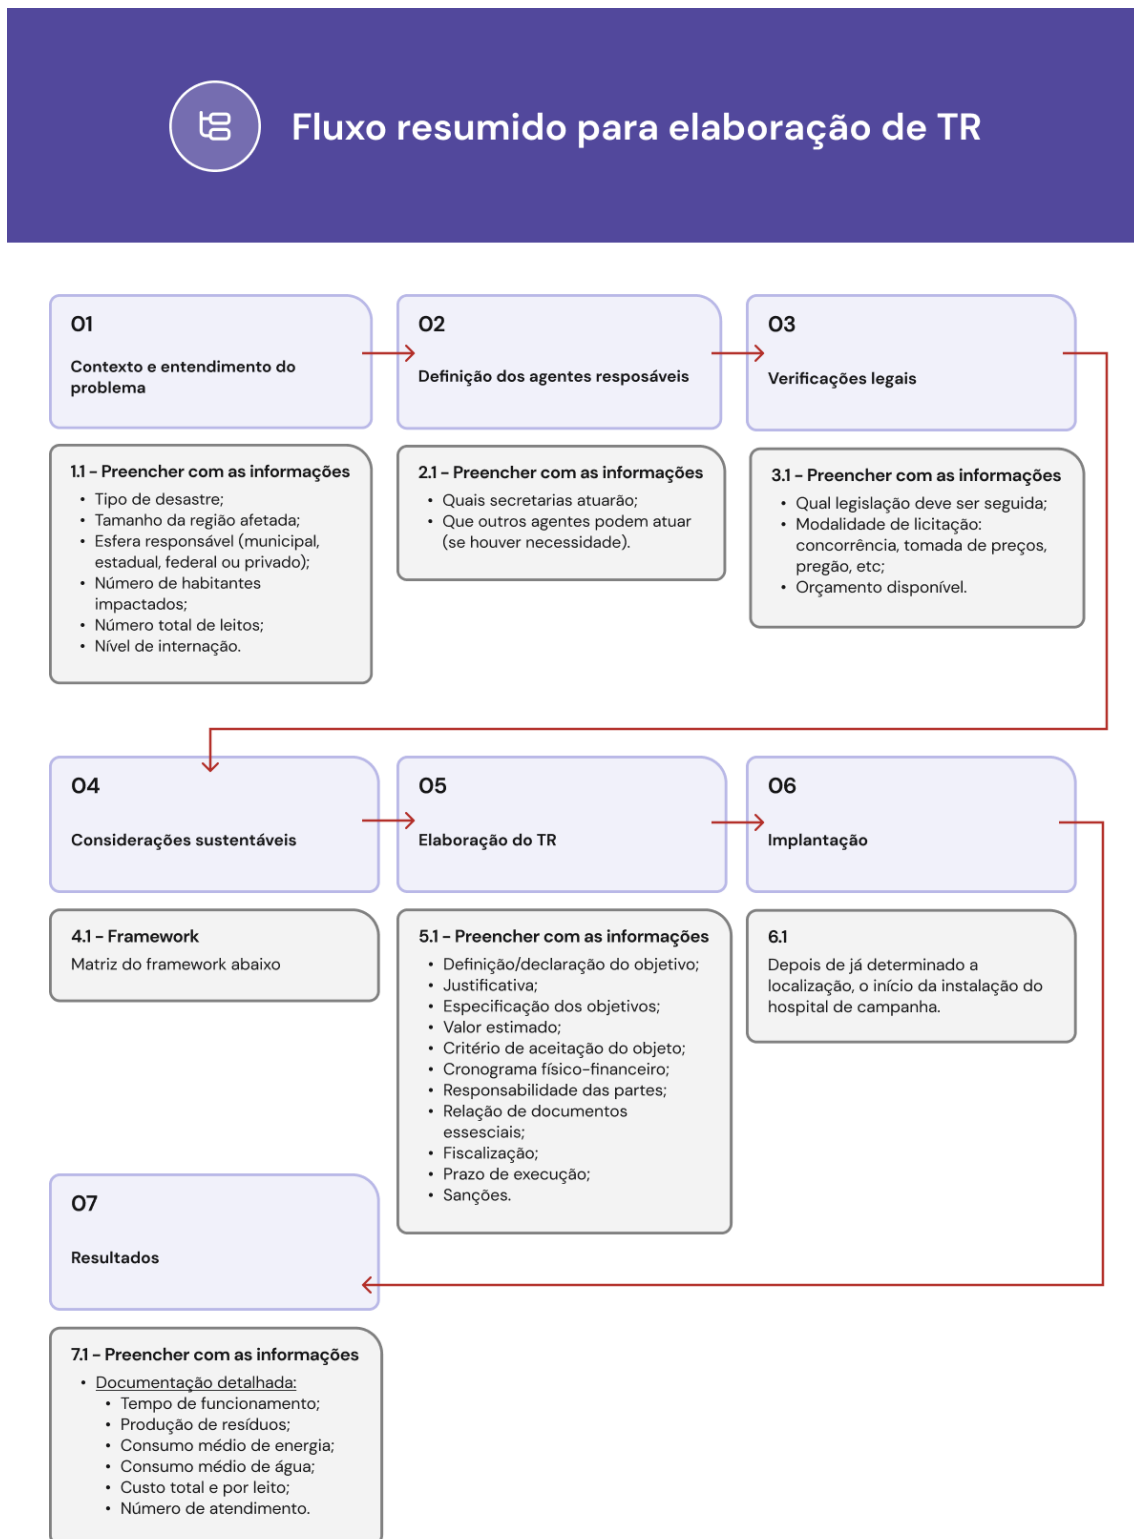 Fluxo resumido para elaboração de TR
01
Contexto e entendimento do
problema
1.1 - Preencher com as informações
• Tipo de desastre;
• Tamanho da região afetada;
• Esfera responsável (municipal,
estadual, federal ou privado);
• Número de habitantes
impactados;
• Número total de leitos;
• Nível de internação.
02
Definição dos agentes resposáveis
2.1 - Preencher com as informações
• Quais secretarias atuarão;
• Que outros agentes podem atuar
(se houver necessidade).
03
Verificações legais
3.1 - Preencher com as informações
• Qual legislação deve ser seguida;
• Modalidade de licitação:
concorrência, tomada de preços,
pregão, etc;
• Orçamento disponível.
04
Considerações sustentáveis
4.1 - Framework
Matriz do framework abaixo
05
Elaboração do TR
5.1 - Preencher com as informações
• Definição/declaração do objetivo;
• Justificativa;
• Especificação dos objetivos;
• Valor estimado;
• Critério de aceitação do objeto;
• Cronograma físico-financeiro;
• Responsabilidade das partes;
• Relação de documentos
essesciais;
• Fiscalização;
• Prazo de execução;
• Sanções.
06
Implantação
6.1
Depois de já determinado a
localização, o início da instalação do
hospital de campanha.
07
Resultados
7.1 - Preencher com as informações
• Documentação detalhada:
• Tempo de funcionamento;
• Produção de resíduos;
• Consumo médio de energia;
• Consumo médio de água;
• Custo total e por leito;
• Número de atendimento.